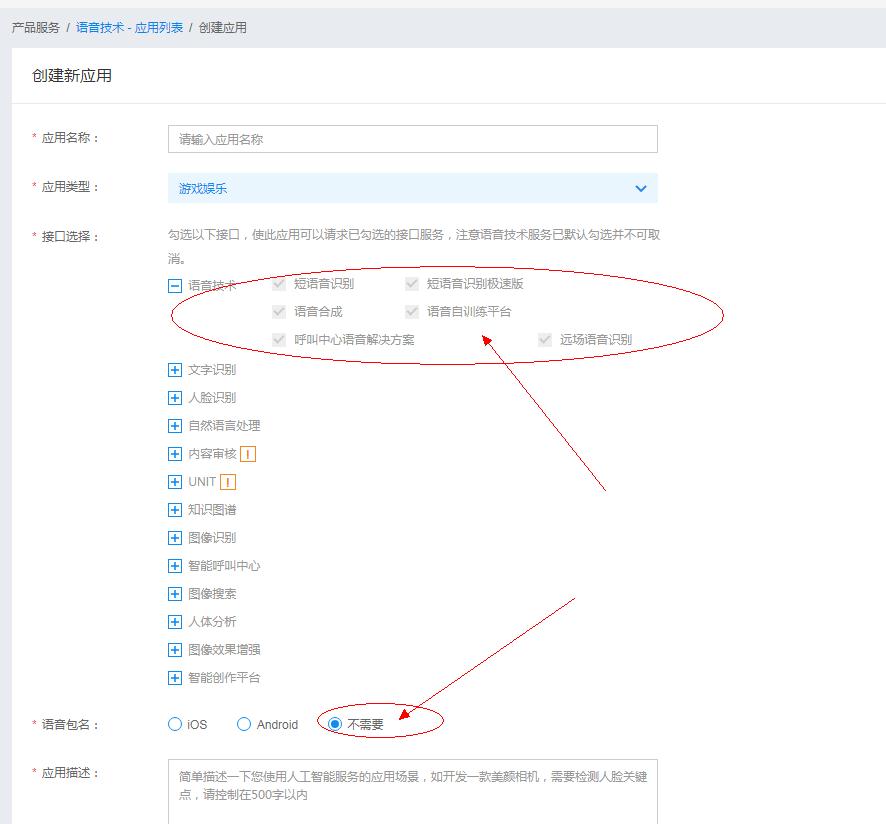 产品服务 / 语音技术 - 应用列表 / 创建应用
创建新应用
* 应用名称： 请输入应用名称
* 应用类型： 游戏娱乐
* 接口选择： 勾选以下接口，使此应用可以请求已勾选的接口服务，注意语音技术服务已默认勾选并不可取
消。
语音技术 短语音识别 短语音识别极速版
语音合成 语音自训练平台
呼叫中心语音解决方案 远场语音识别
文字识别
人脸识别
自然语言处理
内容审核 !
UNIT !
知识图谱
图像识别
智能呼叫中心
图像搜索
人体分析
图像效果增强
智能创作平台
* 语音包名： iOS Android 不需要
* 应用描述： 简单描述一下您使用人工智能服务的应用场景，如开发一款美颜相机，需要检测人脸关键
点，请控制在500字以内